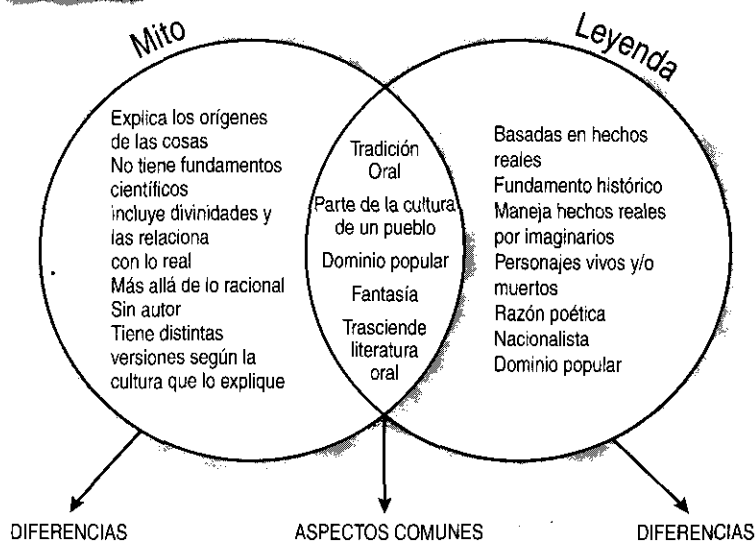 Mito
Leyenda
Explica los orígenes
de las cosas
No tiene fundamentos
científicos
incluye divinidades y
las relaciona
con lo real
Más allá de lo racional
Sin autor
Tiene distintas
versiones según la
cultura que lo explique
Tradición
Oral
Parte de la cultura
de un pueblo
Dominio popular
Fantasía
Trasciende
literatura
oral
Basadas en hechos
reales
Fundamento histórico
Maneja hechos reales
por imaginarios
Personajes vivos y/o
muertos
Razón poética
Nacionalista
Dominio popular
DIFERENCIAS
ASPECTOS COMUNES
DIFERENCIAS